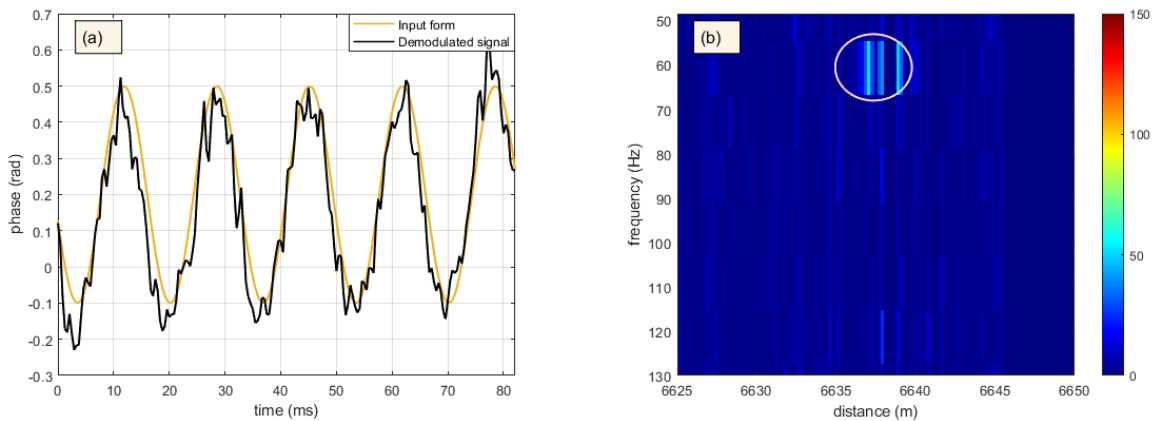 (a)
Input form
Demodulated signal
0.7
0.6
0.5
0.4
0.3
0.2
0.1
0
-0.1
-0.2
-0.3
phase (rad)
0 10 20 30 40 50 60 70 80
time (ms)
(b)
50
60
70
80
90
100
110
120
130
frequency (Hz)
6625 6630 6635 6640 6645 6650
distance (m)
150
100
50
0